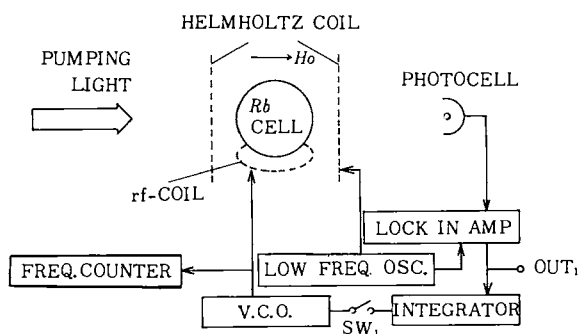 HELMHOLTZ COIL
Ho
PUMPING
LIGHT
PHOTOCELL
Rb
CELL
rf-COIL
LOCK IN AMP
FREQ. COUNTER
LOW FREQ. OSC.
OUT₁
V.C.O.
INTEGRATOR
SW₁